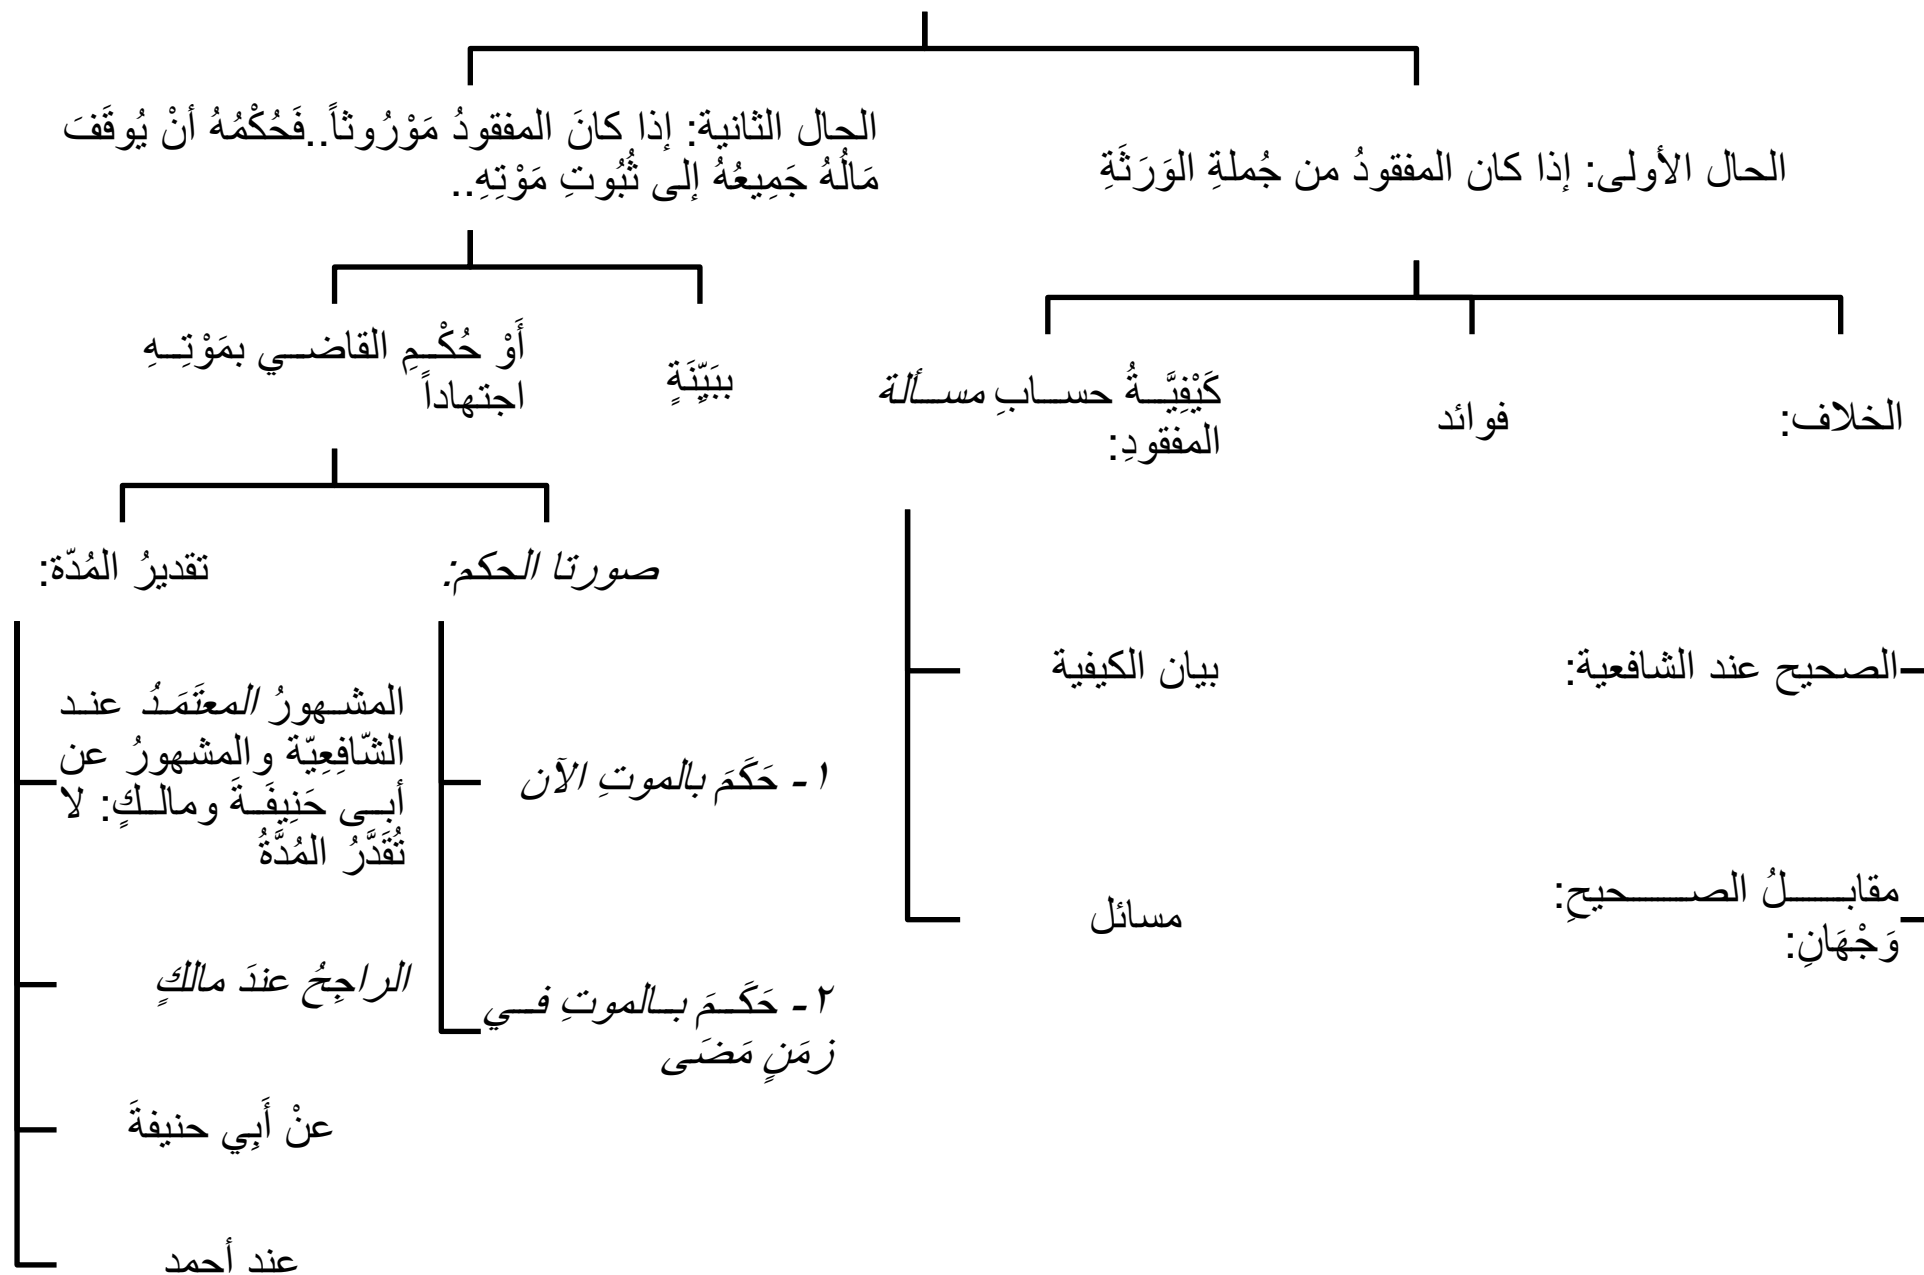 الحال الأولى: إذا كان المفقودُ من جُملةِ الوَرَثَةِ
الحال الثانية: إذا كانَ المفقودُ مَوْرُوثاً..فَحُكْمُهُ أنْ يُوقَفَ
مَالُهُ جَمِيعُهُ إلى ثُبُوتِ مَوْتِهِ..
الخلاف:
فوائد
كَيْفِيَّةُ حسابِ مسألة
المفقودِ:
ببَيِّنَةٍ
أَوْ حُكْمِ القاضي بمَوْتِهِ
اجتهاداً
الصحيح عند الشافعية:
مقابلُ الصحيحِ:
وَجْهَانِ:
بيان الكيفية
مسائل
صورتا الحكم:
١ - حَكَمَ بالموتِ الآن
٢ - حَكَمَ بالموتِ في
زمَنٍ مَضَى
تقديرُ المُدّة:
المشهورُ المعتَمَدُ عند
الشّافِعِيّة والمشهورُ عن
أبى حَنِيفَةَ ومالكٍ: لا
تُقَدَّرُ المُدَّةُ
الراجِحُ عندَ مالكٍ
عنْ أَبِي حنيفةَ
عند أحمد